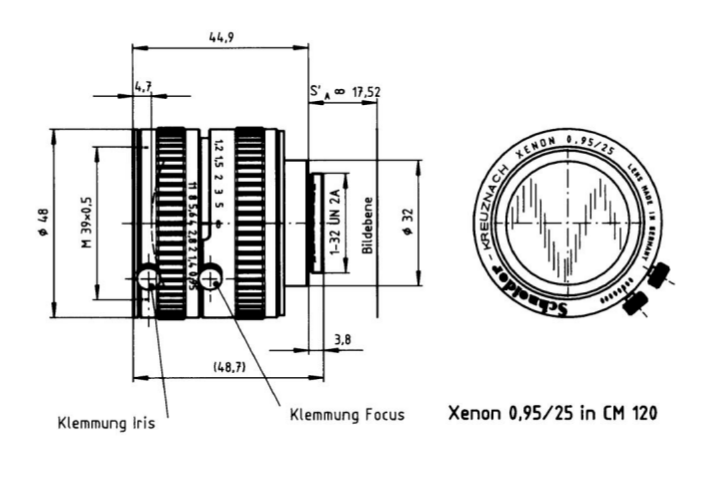 44,9
4,7
S'A ∞ 17,52
⌀ 48
M 39x0,5
1,2 1,5 2 3 5 ∞
11 8 5,6 4 2,8 2 1,4 0,95
1-32 UN 2A
Bildebene
⌀ 32
3,8
(48,7)
Klemmung Iris
Klemmung Focus
Schneider-KREUZNACH XENON 0.95/25
LENS MADE IN GERMANY
Xenon 0,95/25 in CM 120